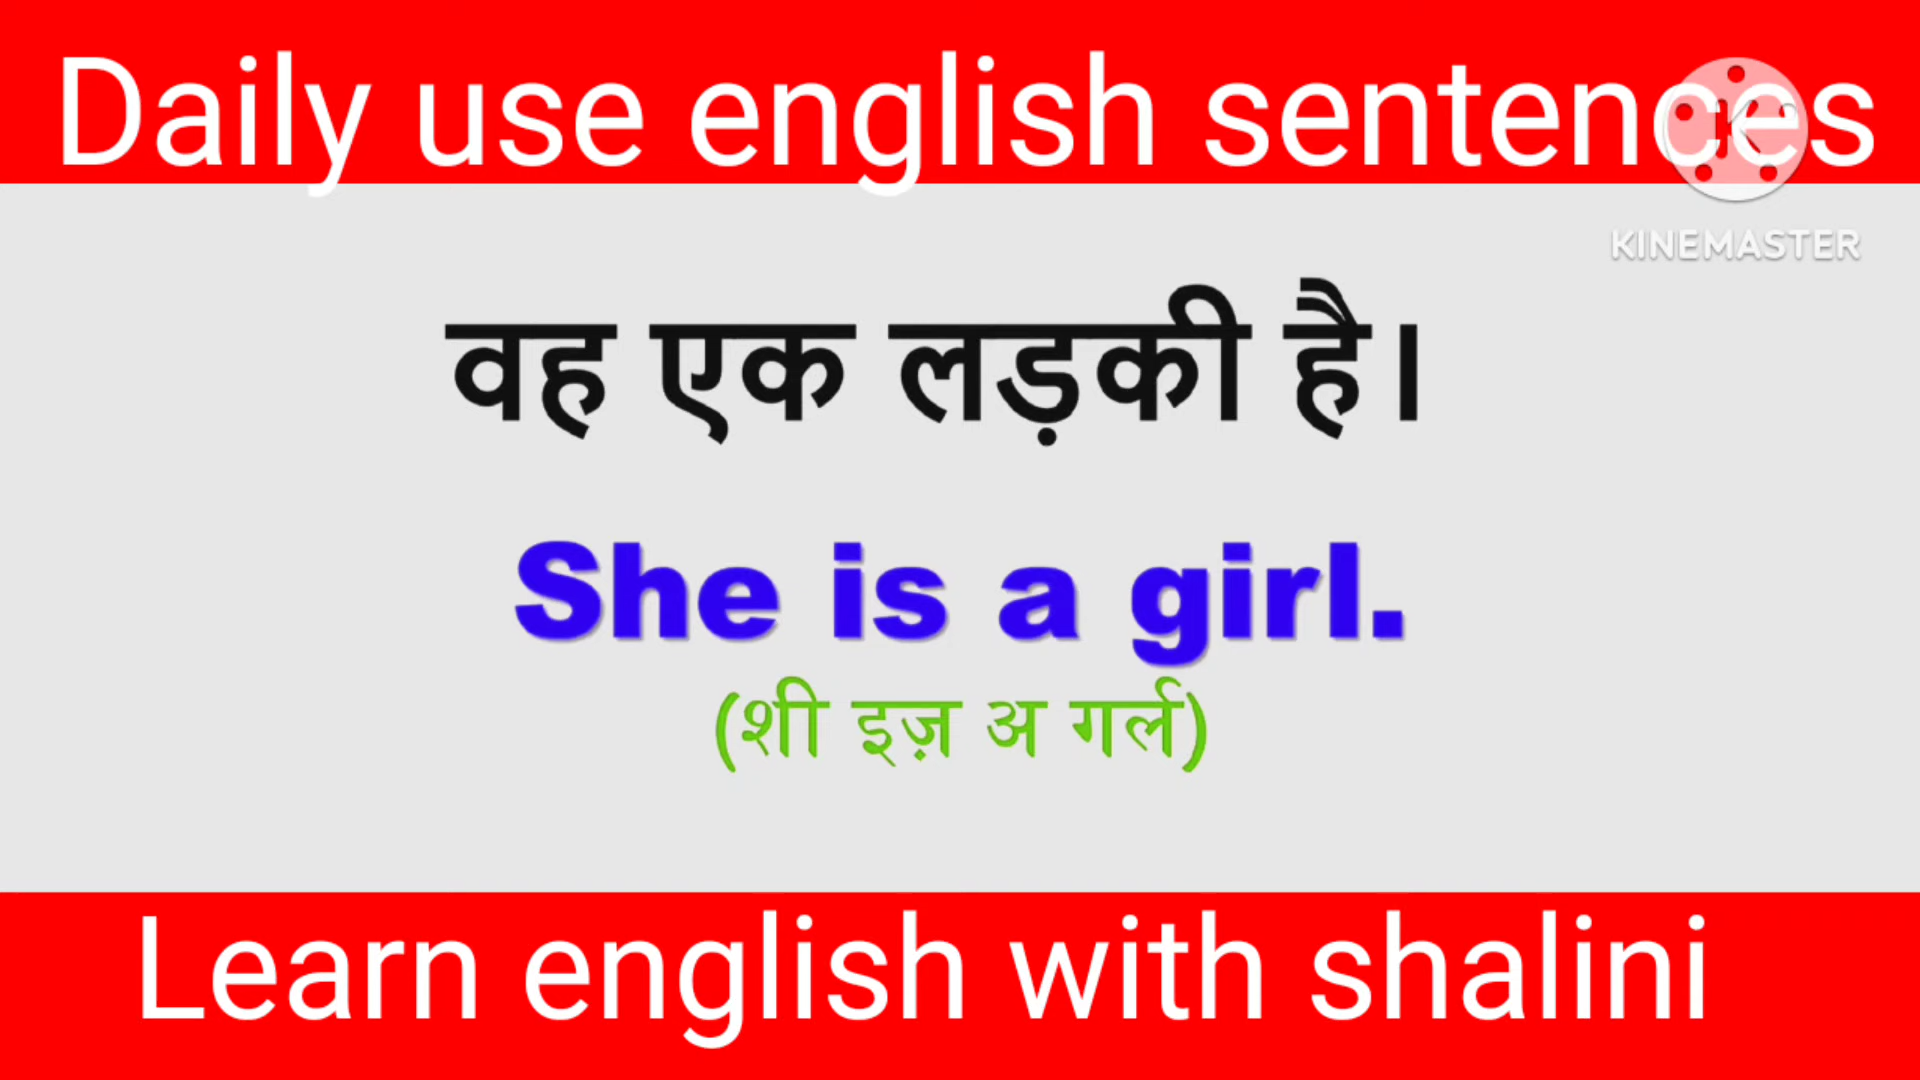 Daily use english sentences
KINEMASTER
वह एक लड़की है।
She is a girl.
(शी इज़ अ गर्ल)
Learn english with shalini